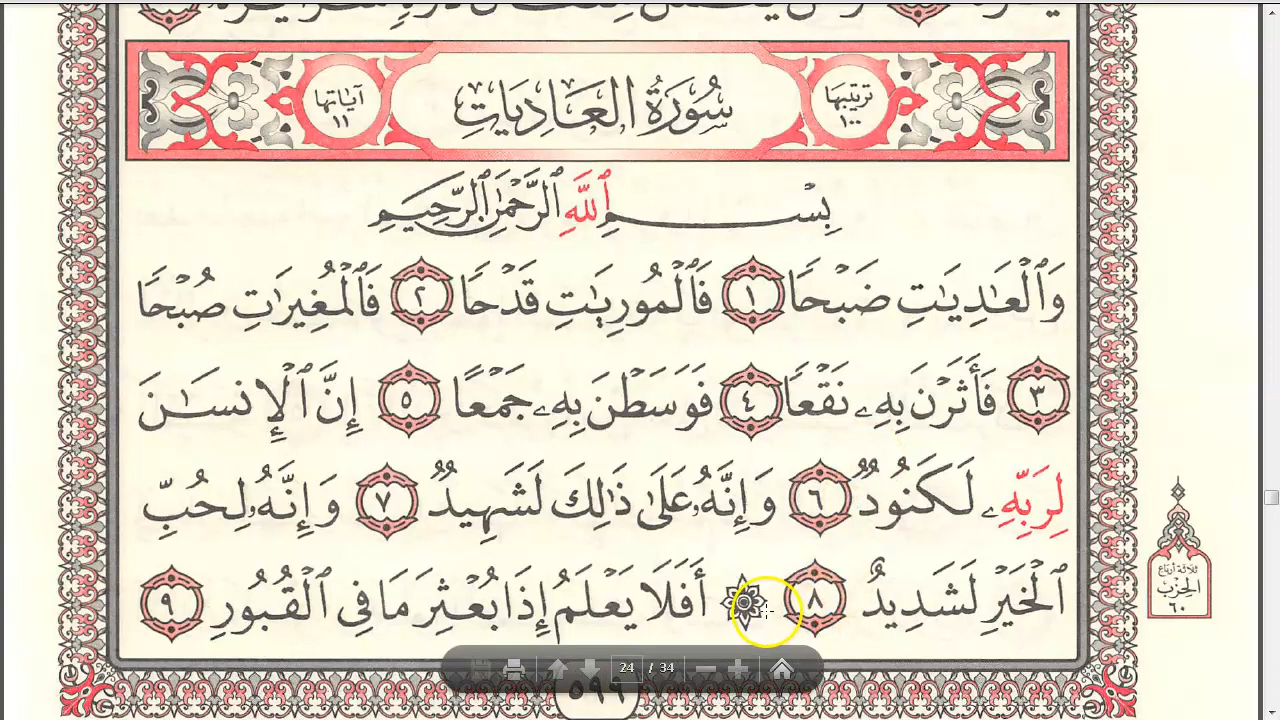 ترتيبها ١٠٠
سُورَةُ العَادِيَاتِ
آياتها ١١
بِسْمِ ٱللَّهِ ٱلرَّحْمَٰنِ ٱلرَّحِيمِ
وَٱلْعَٰدِيَٰتِ ضَبْحًا ١ فَٱلْمُورِيَٰتِ قَدْحًا ٢ فَٱلْمُغِيرَٰتِ صُبْحًا
٣ فَأَثَرْنَ بِهِۦ نَقْعًا ٤ فَوَسَطْنَ بِهِۦ جَمْعًا ٥ إِنَّ ٱلْإِنسَٰنَ
لِرَبِّهِۦ لَكَنُودٌ ٦ وَإِنَّهُۥ عَلَىٰ ذَٰلِكَ لَشَهِيدٌ ٧ وَإِنَّهُۥ لِحُبِّ
ٱلْخَيْرِ لَشَدِيدٌ ٨ ۞ أَفَلَا يَعْلَمُ إِذَا بُعْثِرَ مَا فِى ٱلْقُبُورِ ٩
ثلاثة أرباع
الحزب
٦٠
24 / 34
٥٩٩